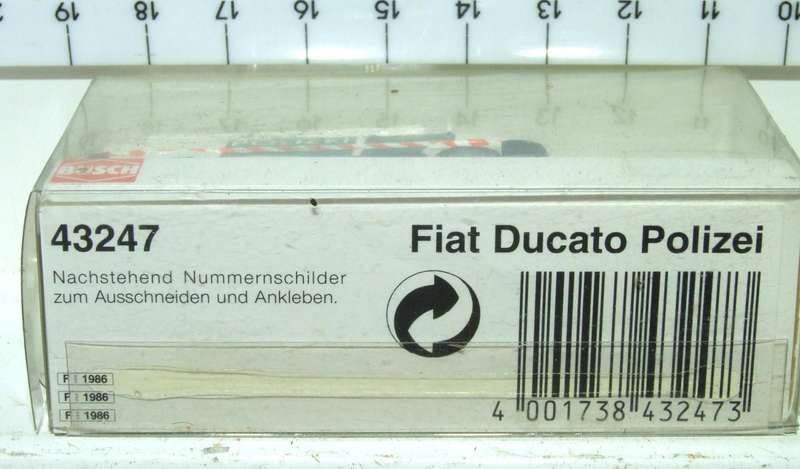 19 18 17 16 15 14 13 12 11 10
BUSCH
43247
Fiat Ducato Polizei
Nachstehend Nummernschilder
zum Ausschneiden und Ankleben.
F 1986
F 1986
F 1986
4 001738 432473